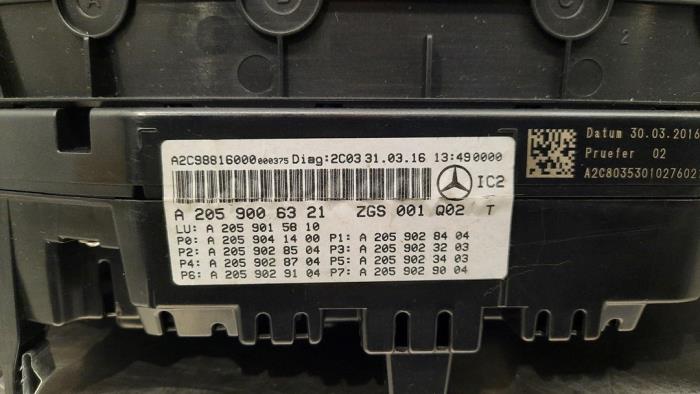 A
C
2
A2C98816000000375 Diag:2C03 31.03.16 13:490000
IC2
A 205 900 63 21 ZGS 001 Q02 T
LU: A 205 901 58 10
P0: A 205 904 14 00 P1: A 205 902 84 04
P2: A 205 902 85 04 P3: A 205 902 32 03
P4: A 205 902 87 04 P5: A 205 902 34 03
P6: A 205 902 91 04 P7: A 205 902 90 04
Datum 30.03.2016
Pruefer 02
A2C8035301027602